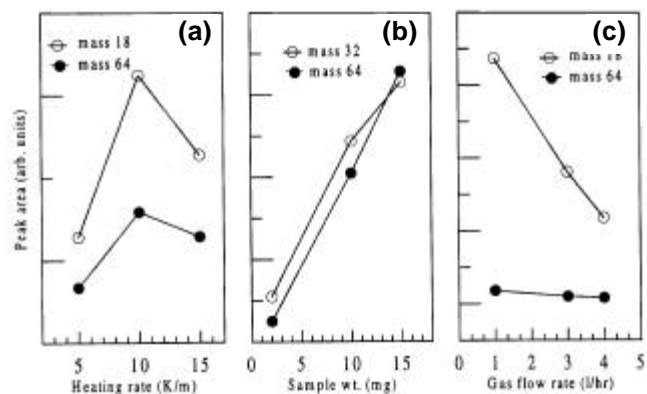 (a)
mass 18
mass 64
(b)
mass 32
mass 64
(c)
mass
mass 64
Peak area (arb. units)
5 10 15
Heating rate (K/m)
0 5 10 15
Sample wt. (mg)
0 1 2 3 4 5
Gas flow rate (l/hr)